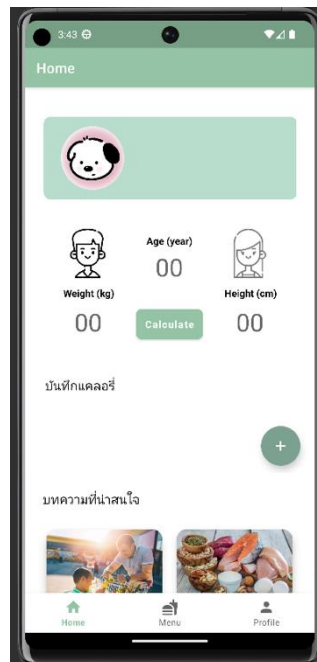 3:43
Home
Age (year)
00
Weight (kg)
Height (cm)
00
Calculate
00
บันทึกแคลอรี่
+
บทความที่น่าสนใจ
Home
Menu
Profile